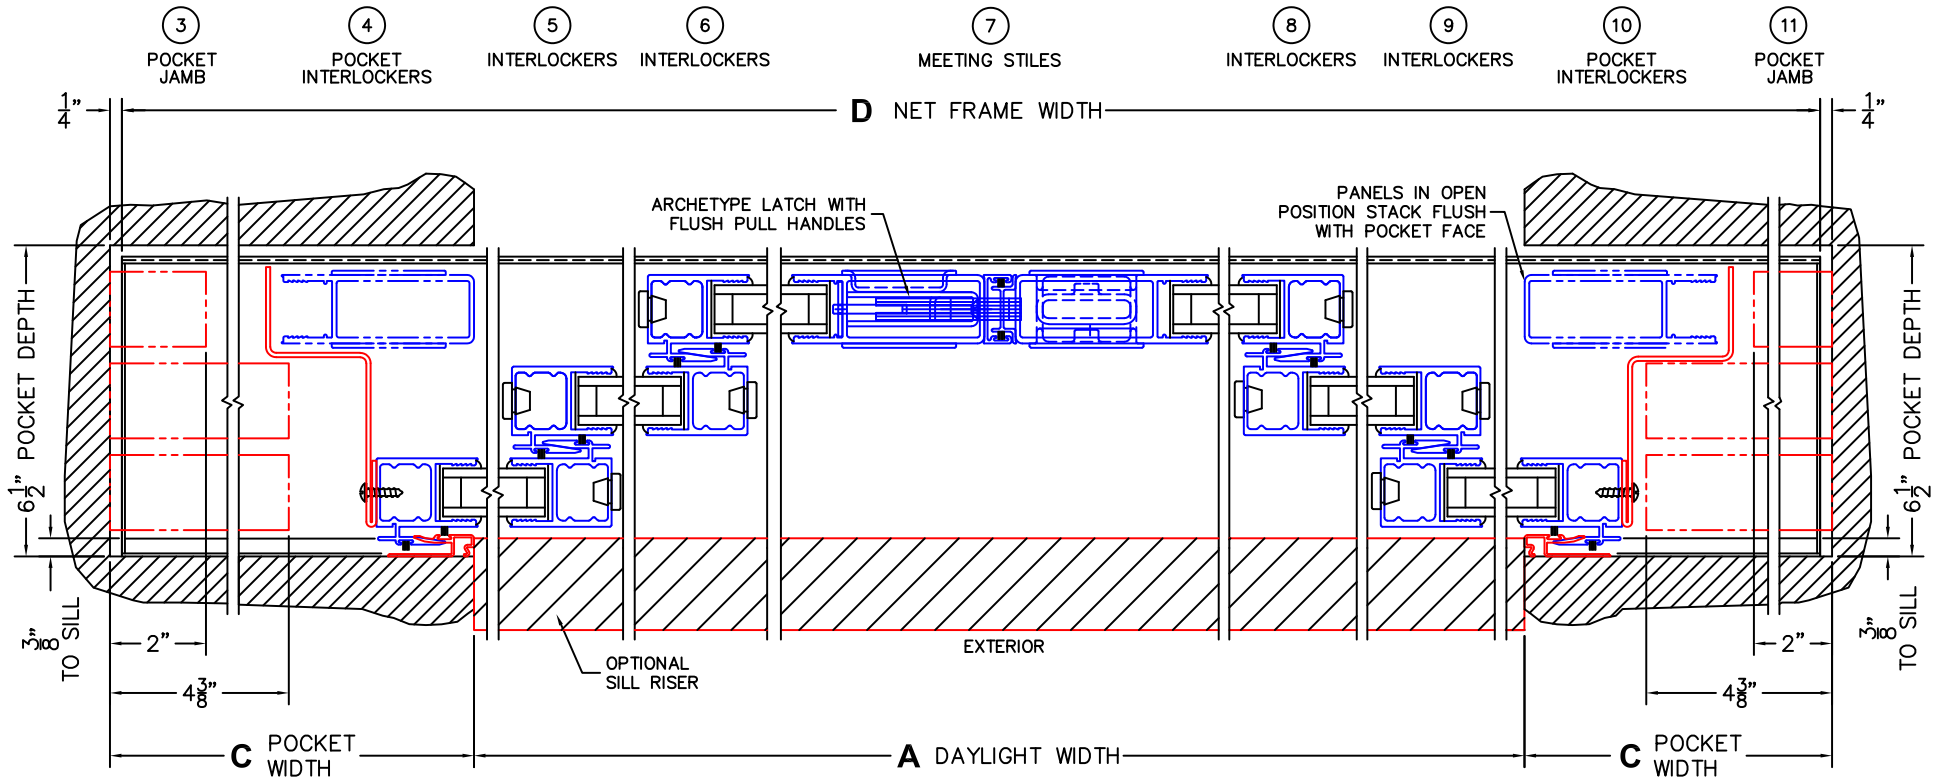 3
POCKET
JAMB
4
POCKET
INTERLOCKERS
5
INTERLOCKERS
6
INTERLOCKERS
7
MEETING STILES
8
INTERLOCKERS
9
INTERLOCKERS
10
POCKET
INTERLOCKERS
11
POCKET
JAMB
1/4"
D NET FRAME WIDTH
1/4"
ARCHETYPE LATCH WITH
FLUSH PULL HANDLES
PANELS IN OPEN
POSITION STACK FLUSH
WITH POCKET FACE
6 1/2" POCKET DEPTH
6 1/2" POCKET DEPTH
3/8" TO SILL
3/8" TO SILL
2"
4 3/8"
OPTIONAL
SILL RISER
EXTERIOR
2"
4 3/8"
C POCKET
WIDTH
A DAYLIGHT WIDTH
C POCKET
WIDTH